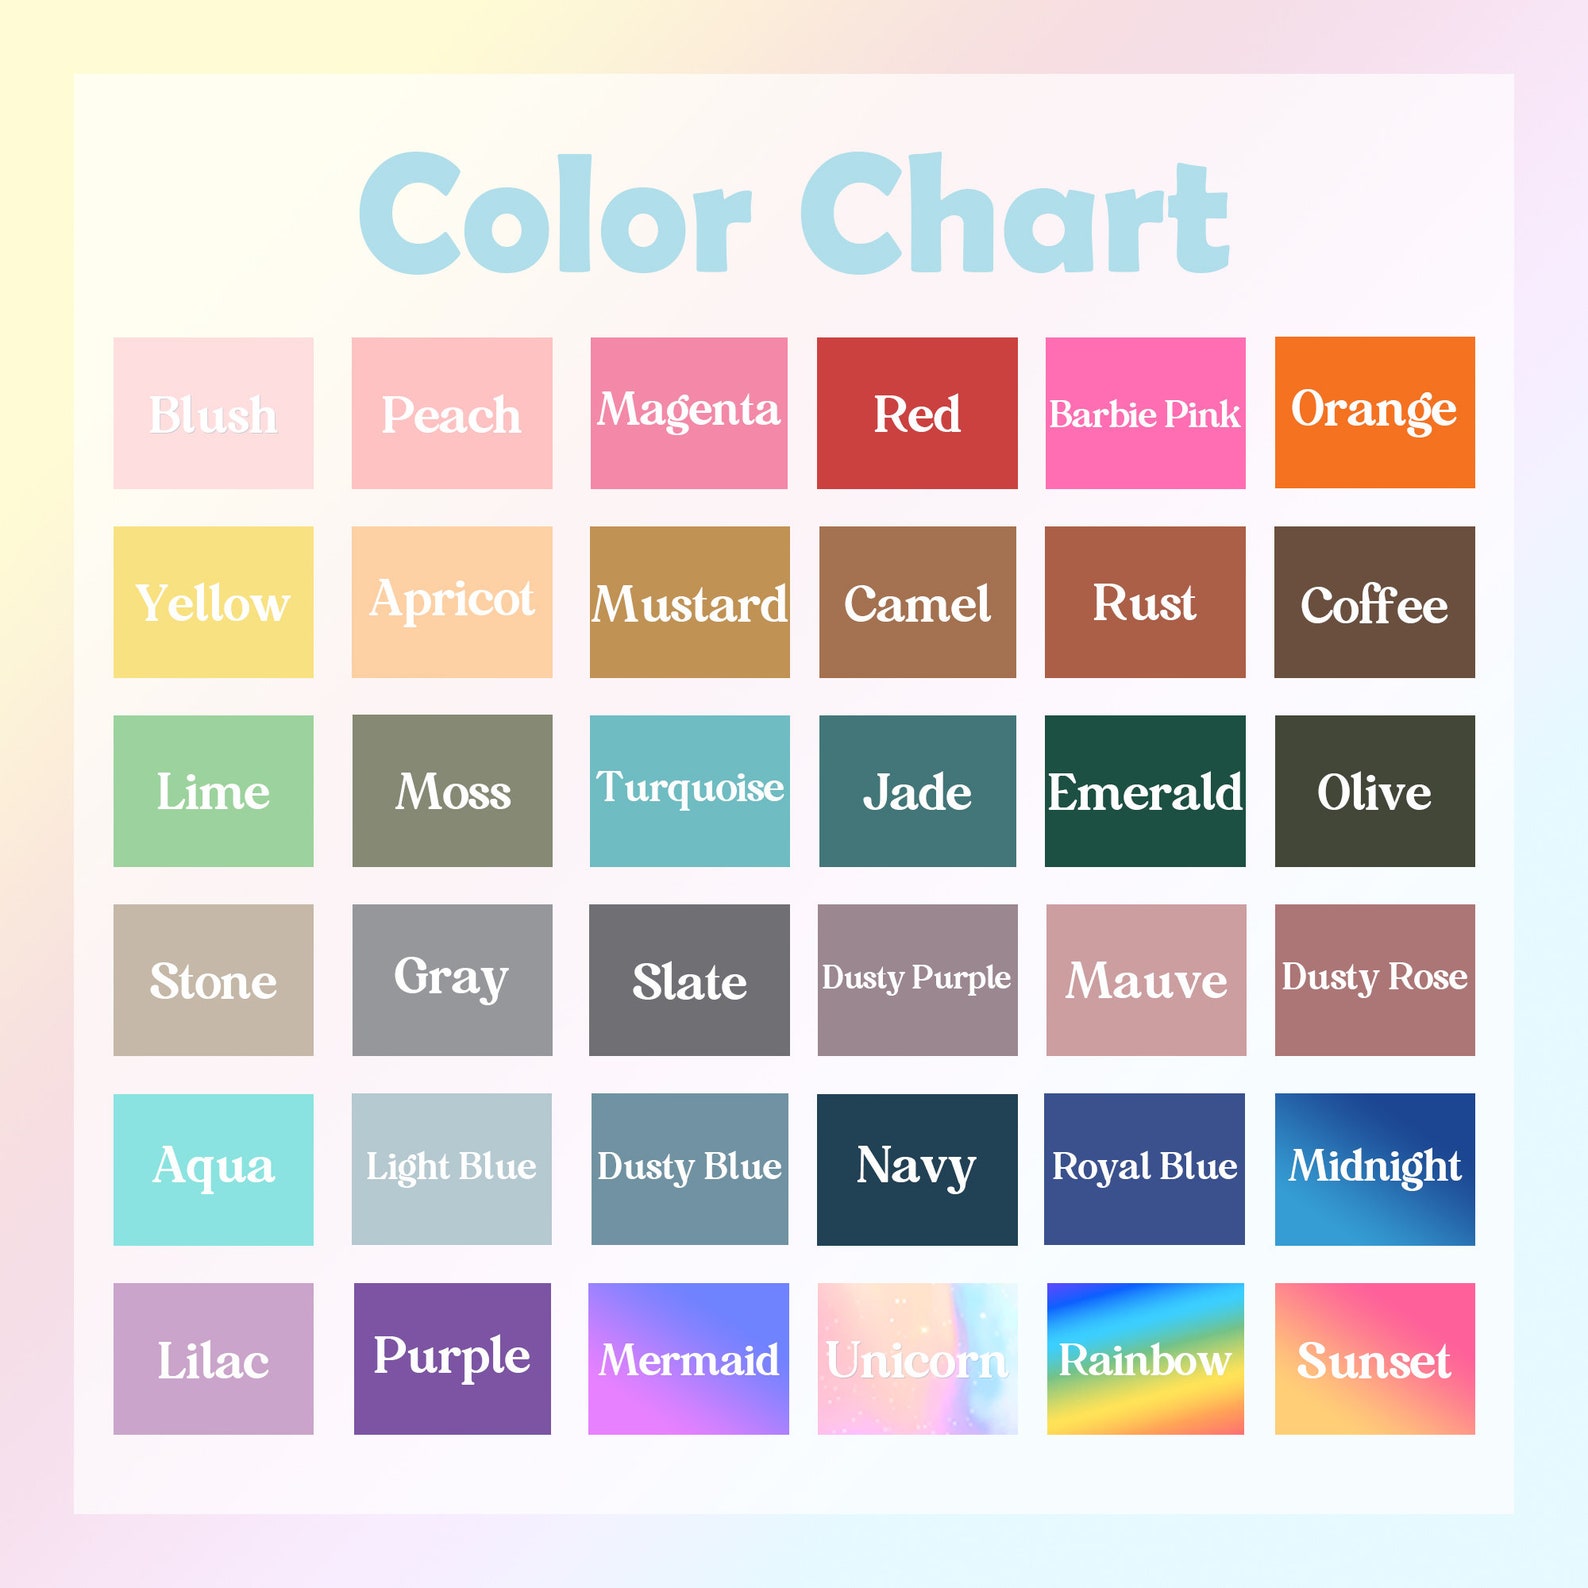 Color Chart
Blush
Peach
Magenta
Red
Barbie Pink
Orange
Yellow
Apricot
Mustard
Camel
Rust
Coffee
Lime
Moss
Turquoise
Jade
Emerald
Olive
Stone
Gray
Slate
Dusty Purple
Mauve
Dusty Rose
Aqua
Light Blue
Dusty Blue
Navy
Royal Blue
Midnight
Lilac
Purple
Mermaid
Unicorn
Rainbow
Sunset